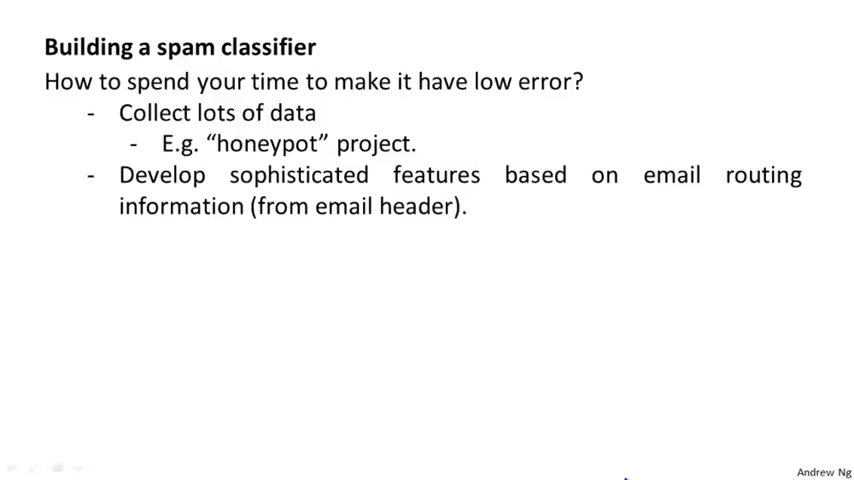 Building a spam classifier
How to spend your time to make it have low error?
- Collect lots of data
- E.g. “honeypot” project.
- Develop sophisticated features based on email routing
information (from email header).
Andrew Ng